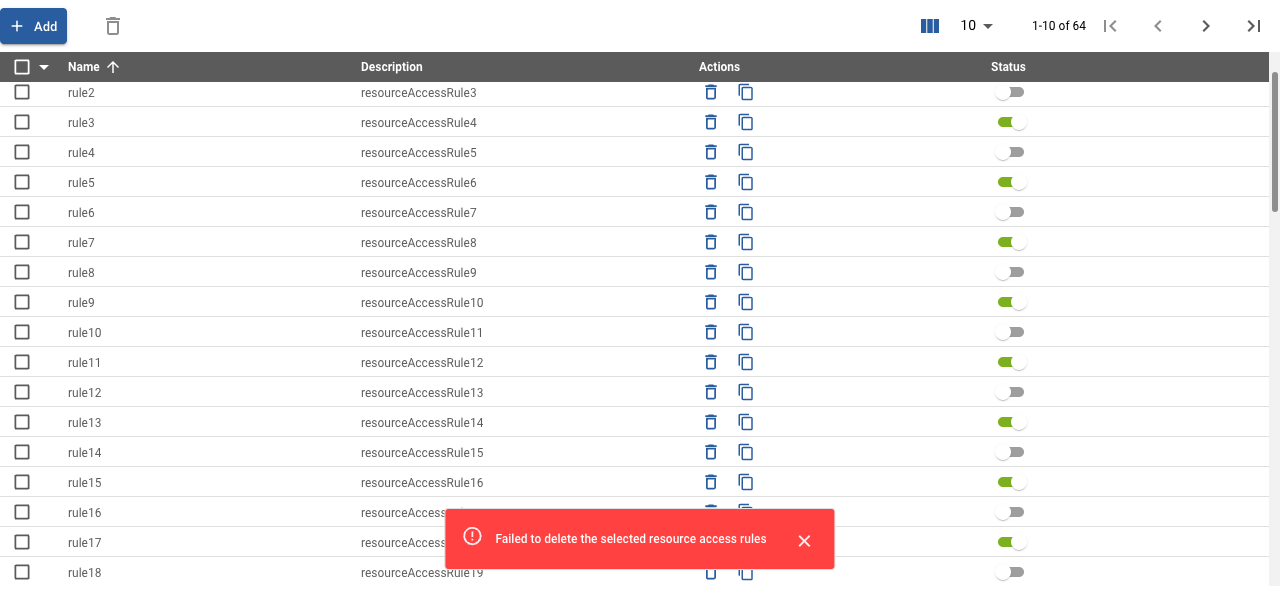 Add
10
1-10 of 64
Name Description Actions Status
rule2 resourceAccessRule3
rule3 resourceAccessRule4
rule4 resourceAccessRule5
rule5 resourceAccessRule6
rule6 resourceAccessRule7
rule7 resourceAccessRule8
rule8 resourceAccessRule9
rule9 resourceAccessRule10
rule10 resourceAccessRule11
rule11 resourceAccessRule12
rule12 resourceAccessRule13
rule13 resourceAccessRule14
rule14 resourceAccessRule15
rule15 resourceAccessRule16
rule16 resourceAccess
Failed to delete the selected resource access rules
rule17 resourceAccess
rule18 resourceAccessRule19